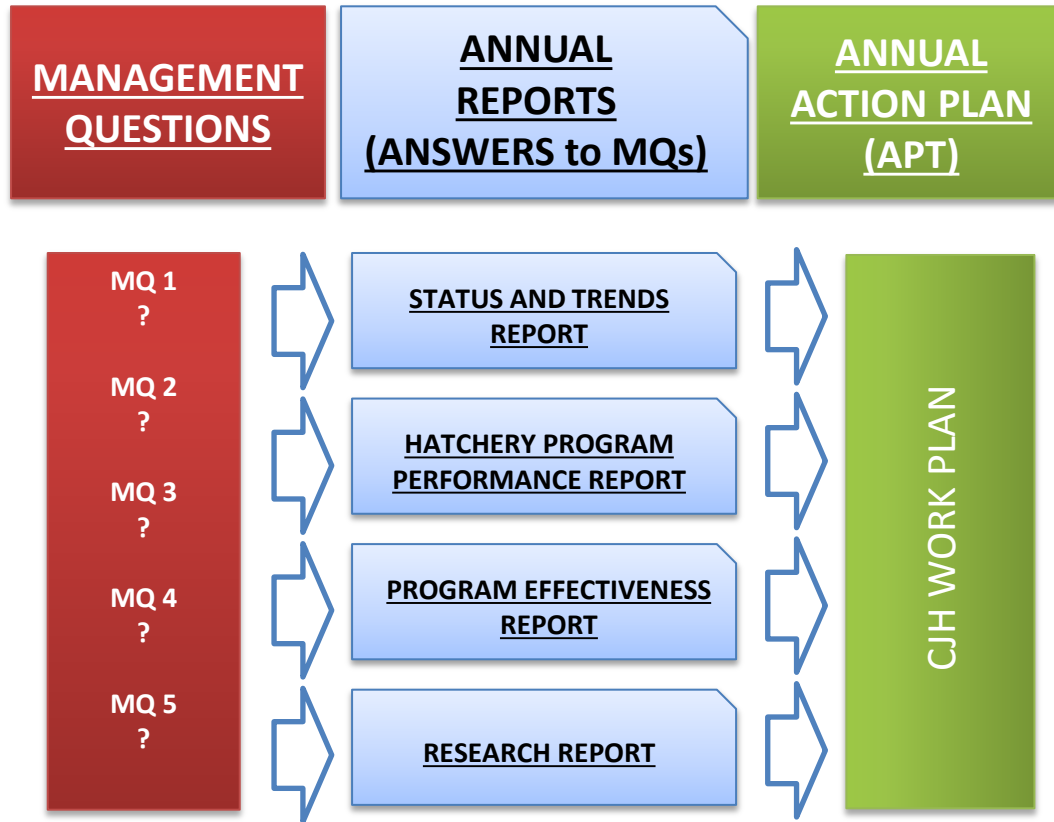 MANAGEMENT
QUESTIONS
ANNUAL
REPORTS
(ANSWERS to MQs)
ANNUAL
ACTION PLAN
(APT)
MQ 1
?
MQ 2
?
MQ 3
?
MQ 4
?
MQ 5
?
STATUS AND TRENDS
REPORT
HATCHERY PROGRAM
PERFORMANCE REPORT
PROGRAM EFFECTIVENESS
REPORT
RESEARCH REPORT
CJH WORK PLAN